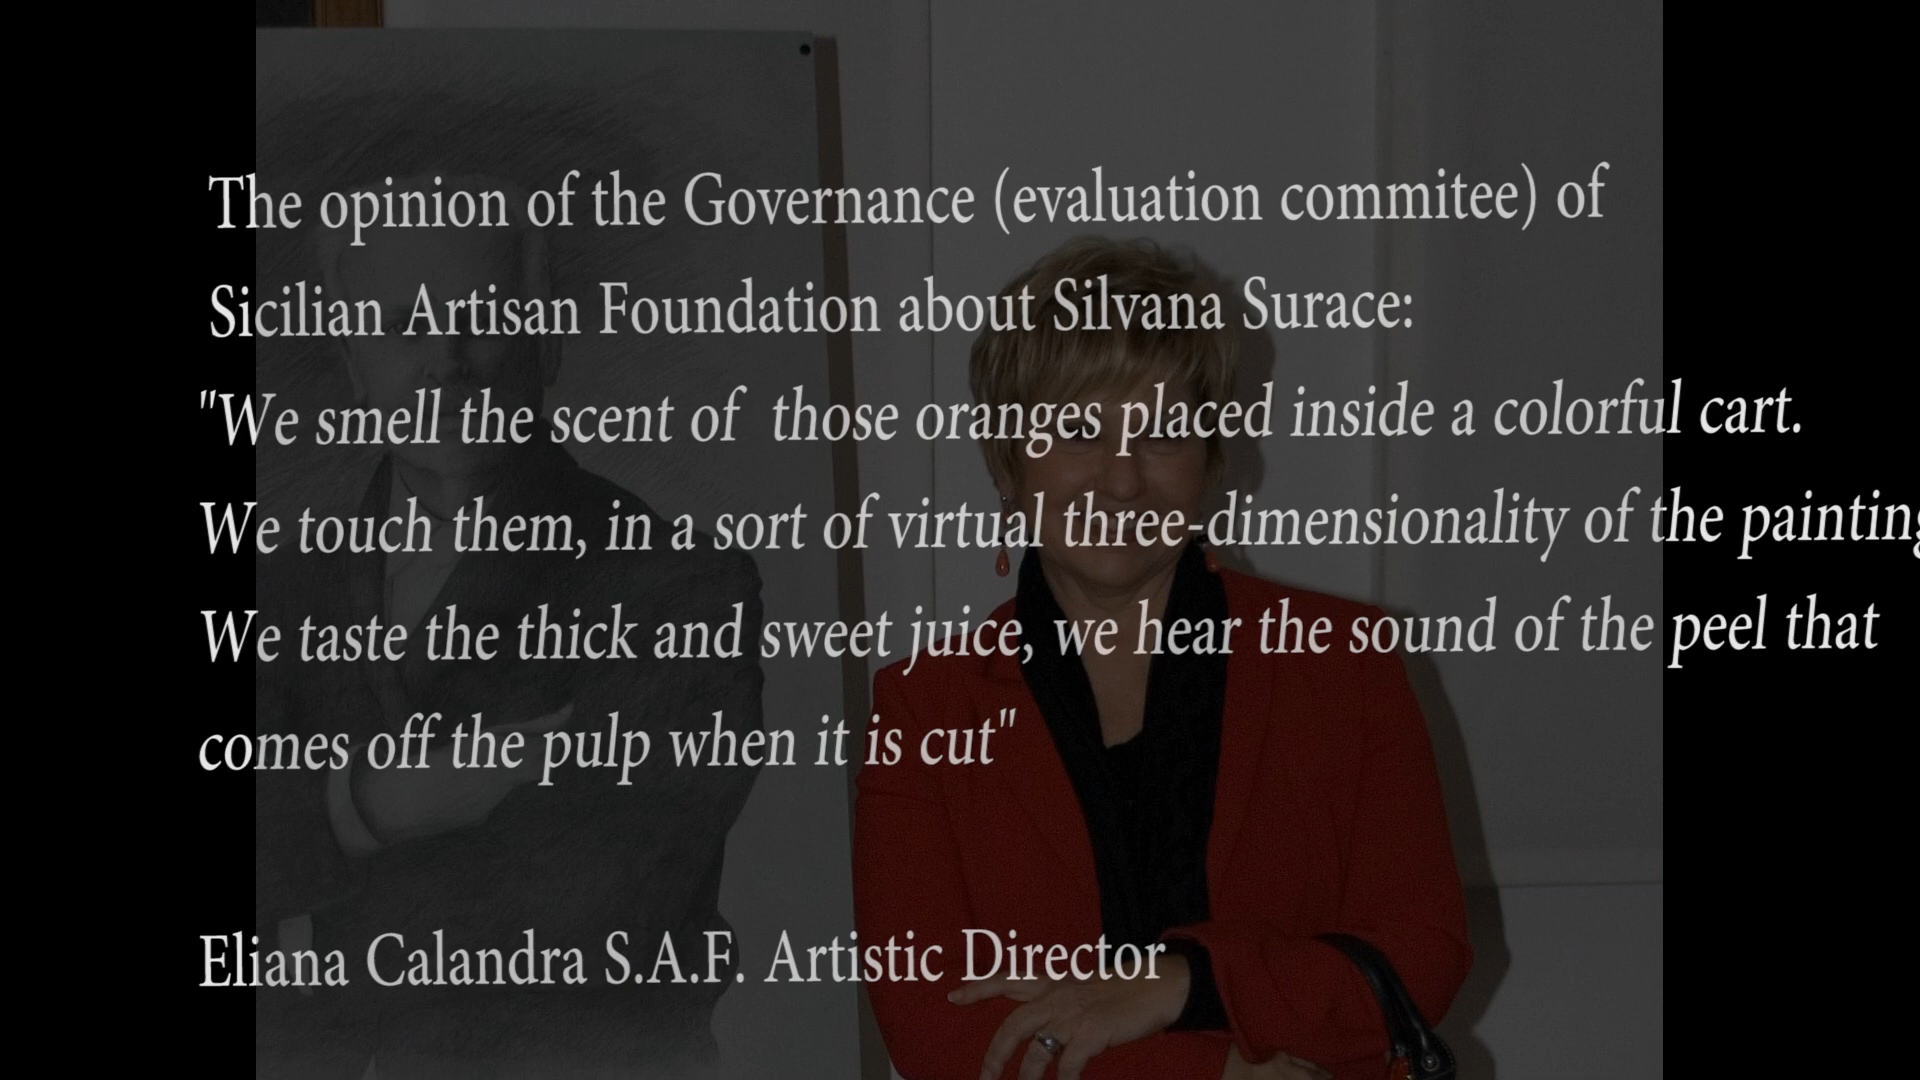 The opinion of the Governance (evaluation commitee) of
Sicilian Artisan Foundation about Silvana Surace:
"We smell the scent of those oranges placed inside a colorful cart.
We touch them, in a sort of virtual three-dimensionality of the painting
We taste the thick and sweet juice, we hear the sound of the peel that
comes off the pulp when it is cut"
Eliana Calandra S.A.F. Artistic Director